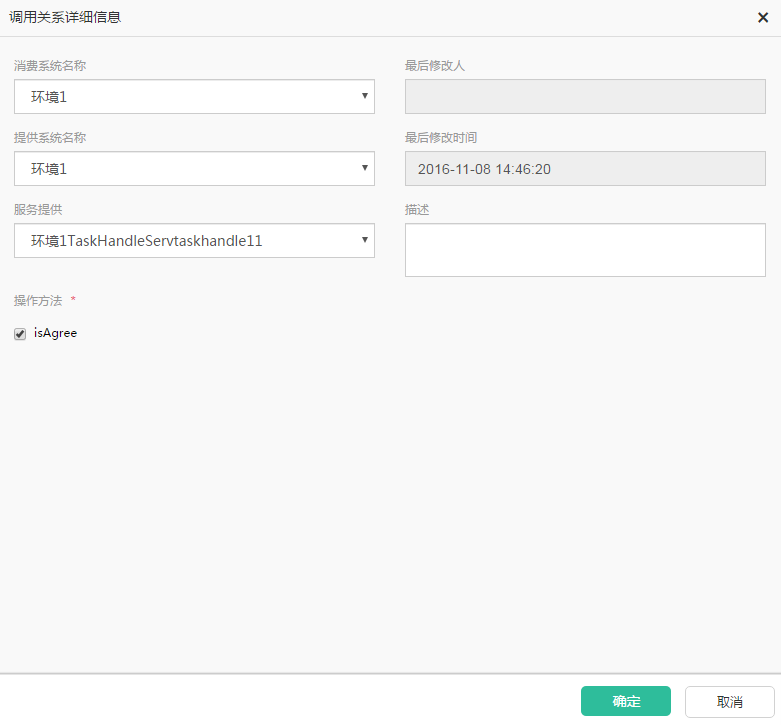 调用关系详细信息
消费系统名称
环境1
提供系统名称
环境1
服务提供
环境1TaskHandleServtaskhandle11
操作方法 *
isAgree
最后修改人
最后修改时间
2016-11-08 14:46:20
描述
确定
取消